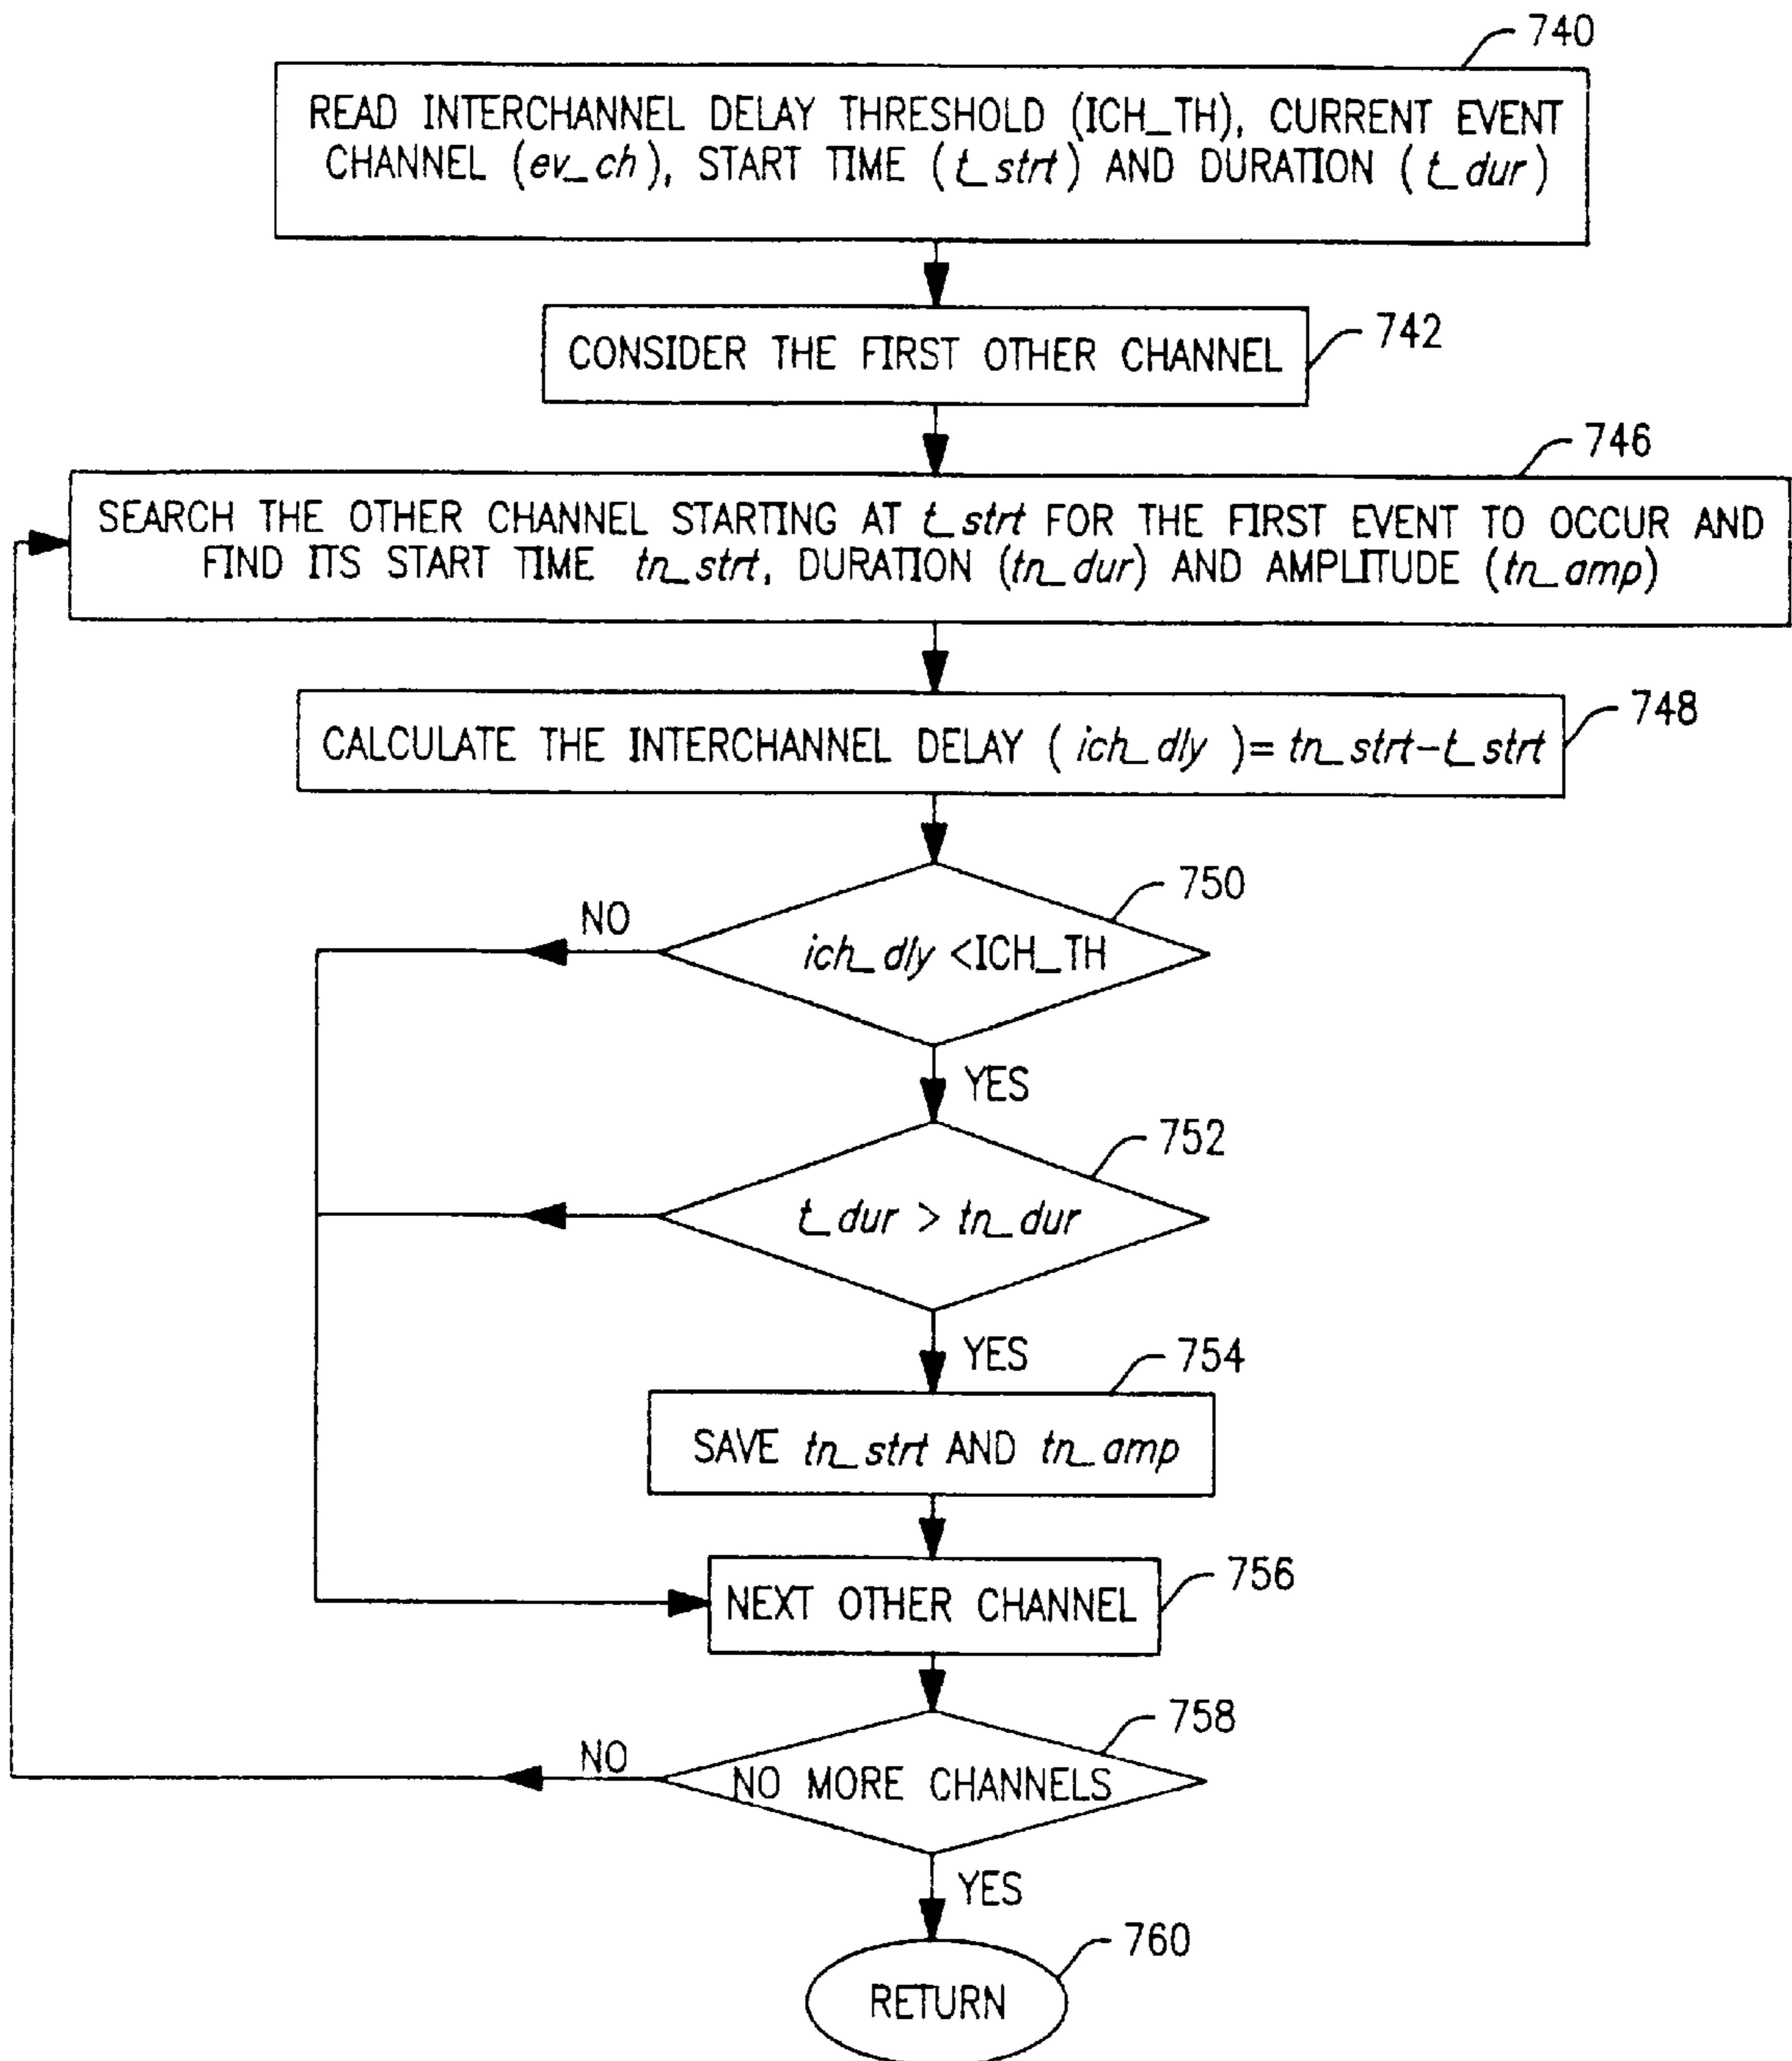 740
READ INTERCHANNEL DELAY THRESHOLD (ICH_TH), CURRENT EVENT
CHANNEL (ev_ch), START TIME (t_strt) AND DURATION (t_dur)
CONSIDER THE FIRST OTHER CHANNEL
742
746
SEARCH THE OTHER CHANNEL STARTING AT t_strt FOR THE FIRST EVENT TO OCCUR AND
FIND ITS START TIME tn_strt, DURATION (tn_dur) AND AMPLITUDE (tn_amp)
748
CALCULATE THE INTERCHANNEL DELAY ( ich_dly )= tn_strt-t_strt
750
NO
ich_dly <ICH_TH
YES
752
t_dur > tn_dur
YES
754
SAVE tn_strt AND tn_amp
756
NEXT OTHER CHANNEL
758
NO
NO MORE CHANNELS
YES
760
RETURN